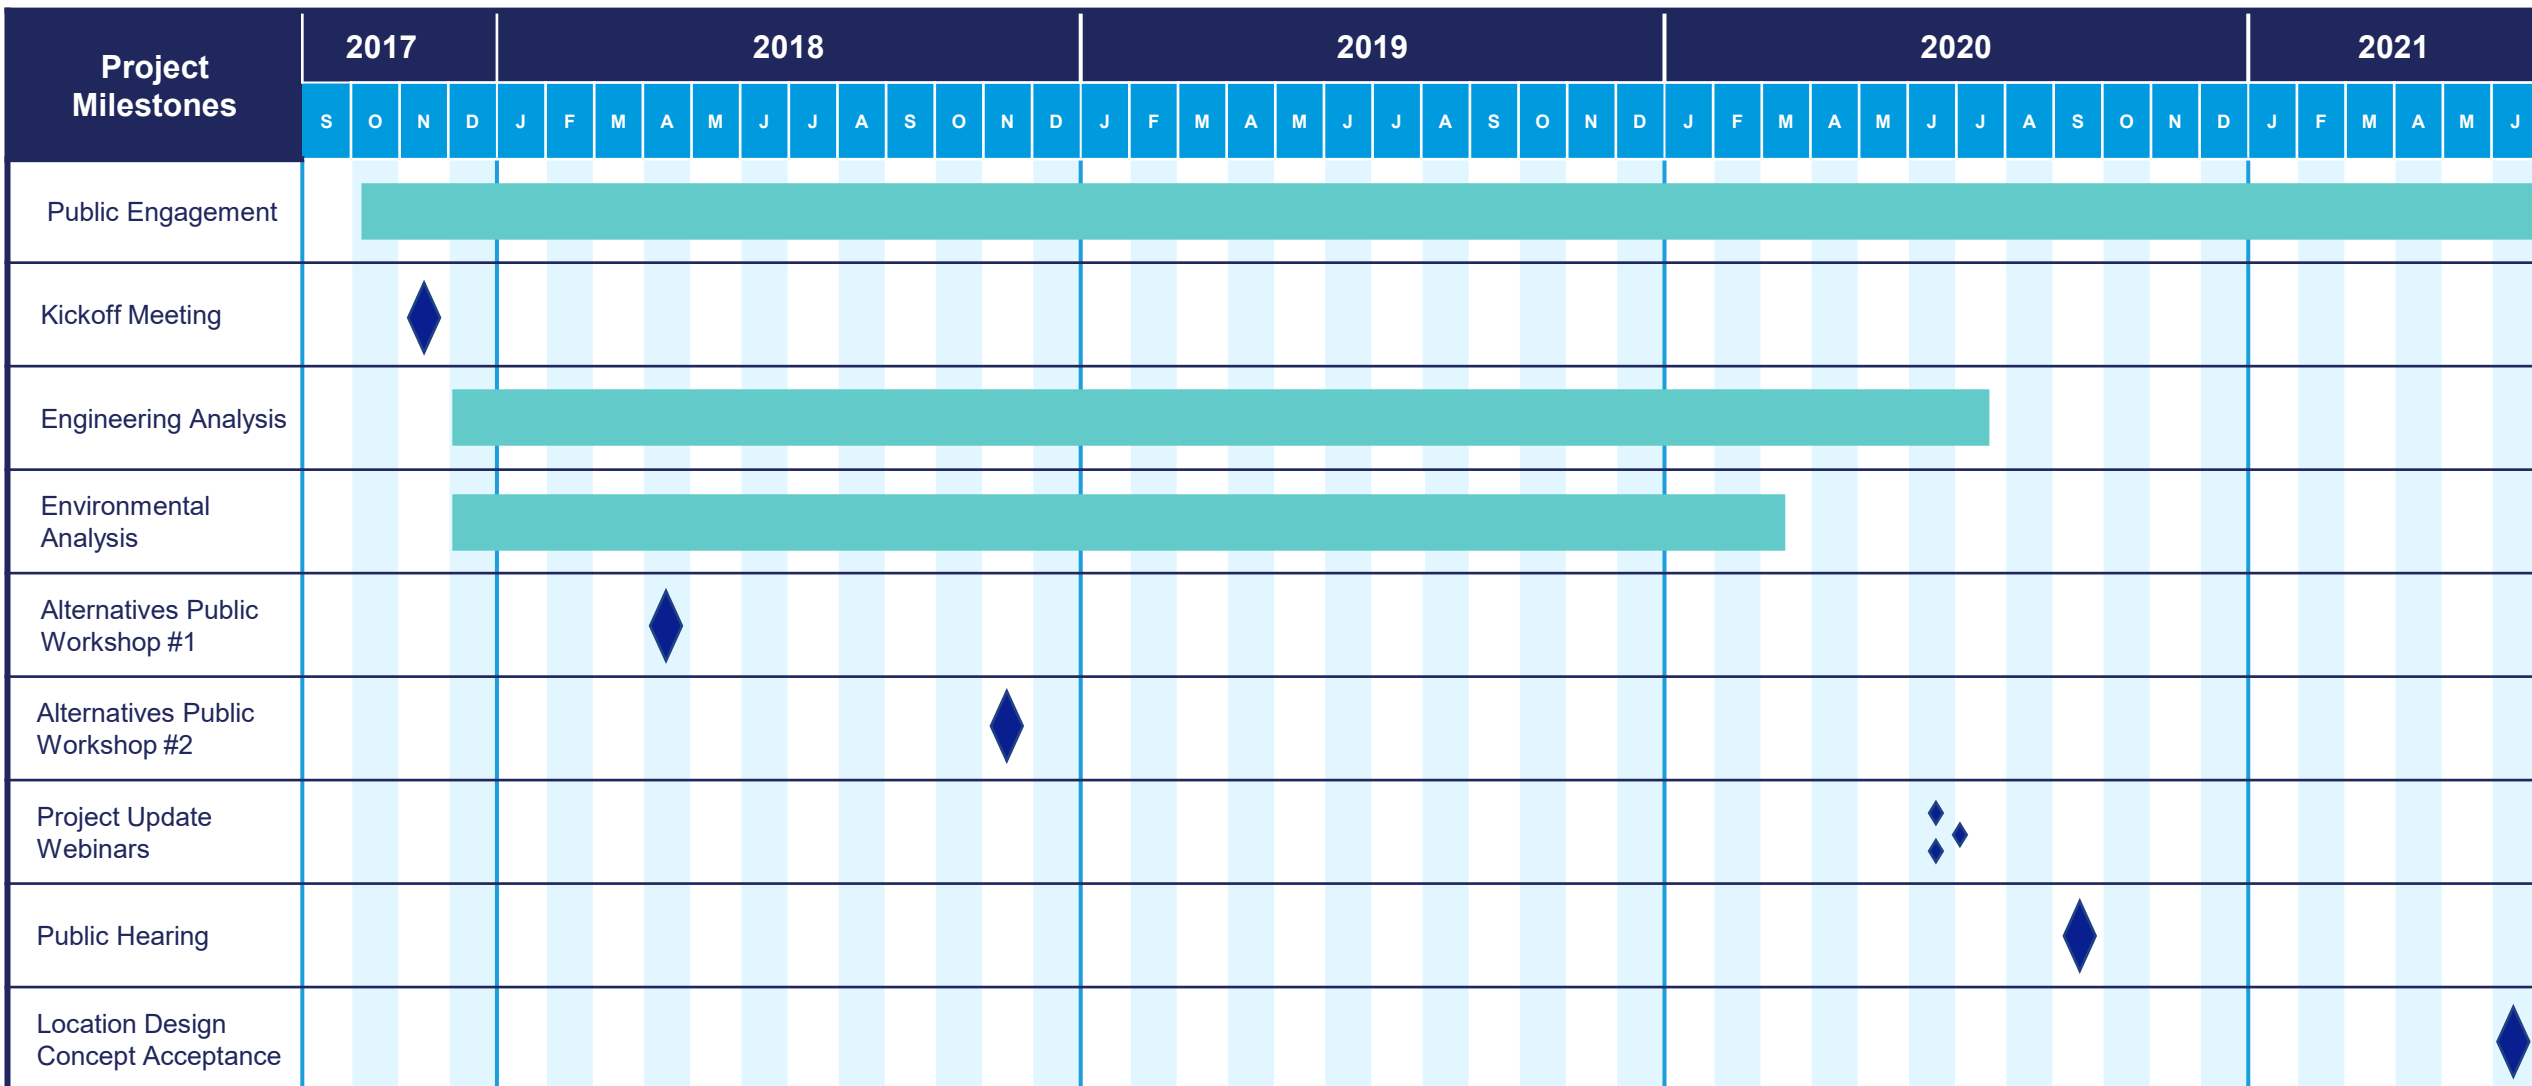 Project
Milestones
2017 2018 2019 2020 2021
S O N D J F M A M J J A S O N D J F M A M J J A S O N D J F M A M J J A S O N D J F M A M J
Public Engagement
Kickoff Meeting
Engineering Analysis
Environmental
Analysis
Alternatives Public
Workshop #1
Alternatives Public
Workshop #2
Project Update
Webinars
Public Hearing
Location Design
Concept Acceptance